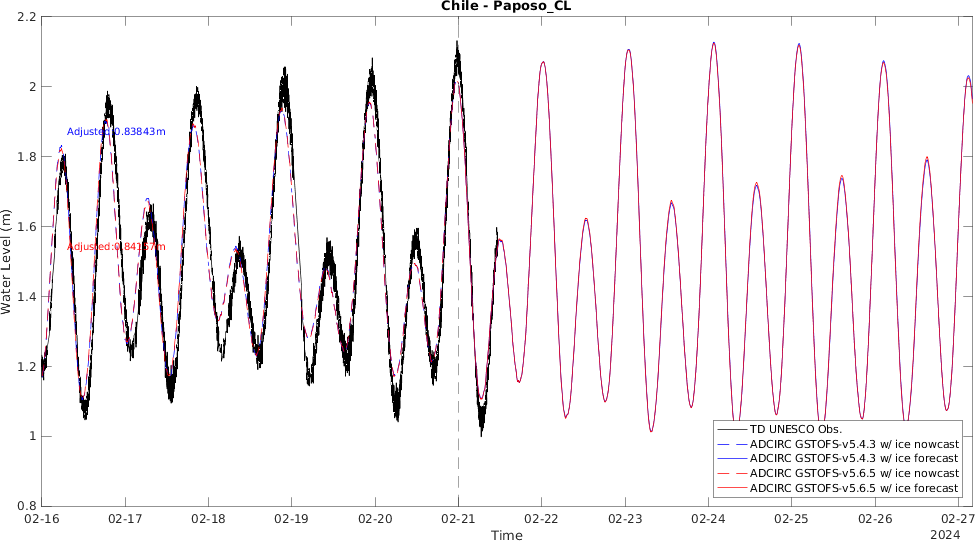 Chile - Paposo_CL
2.2
2
1.8
1.6
1.4
1.2
1
0.8
Water Level (m)
Adjusted:0.83843m
TD UNESCO Obs.
ADCIRC GSTOFS-v5.4.3 w/ ice nowcast
ADCIRC GSTOFS-v5.4.3 w/ ice forecast
ADCIRC GSTOFS-v5.6.5 w/ ice nowcast
ADCIRC GSTOFS-v5.6.5 w/ ice forecast
02-16 02-17 02-18 02-19 02-20 02-21 02-22 02-23 02-24 02-25 02-26 02-27
Time
2024